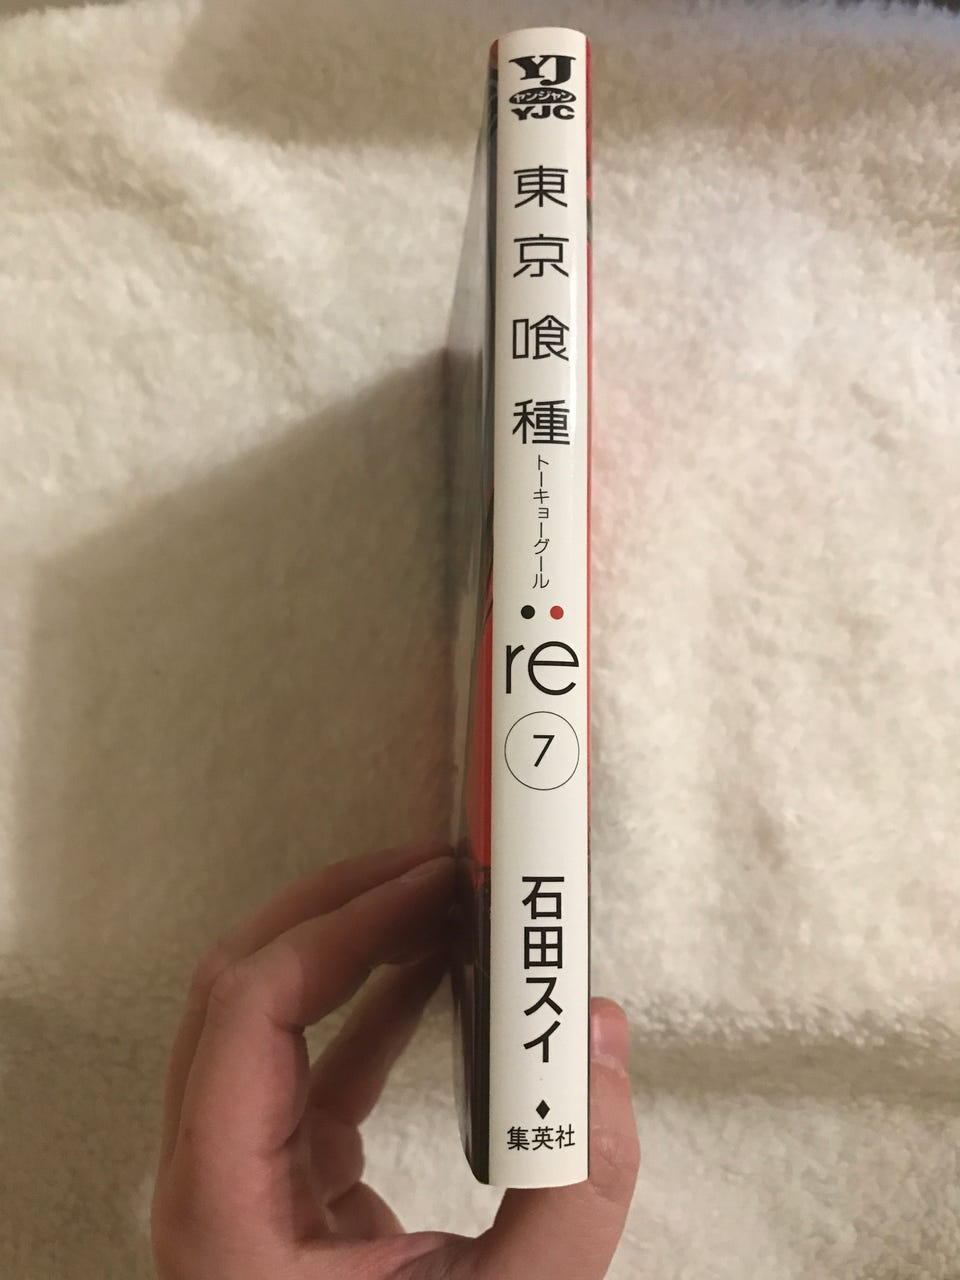 YJ
ヤンジャン
YJC
東京喰種
トーキョーグール
:re
7
石田スイ
集英社